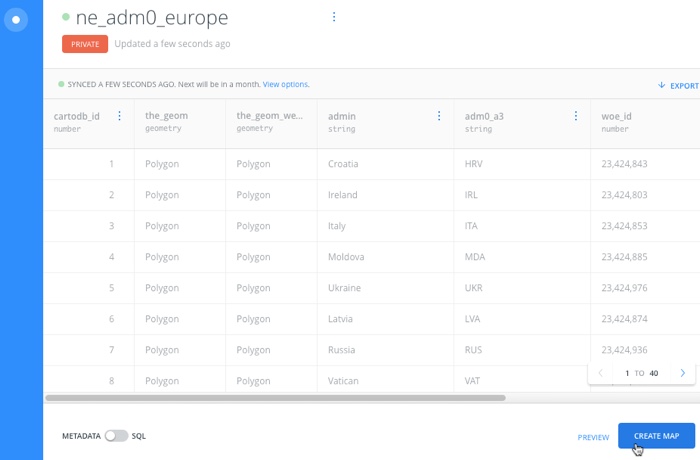 ne_adm0_europe
PRIVATE Updated a few seconds ago
SYNCED A FEW SECONDS AGO. Next will be in a month. View options. EXPORT
cartodb_id the_geom the_geom_we... admin adm0_a3 woe_id
number geometry geometry string string number
1 Polygon Polygon Croatia HRV 23,424,843
2 Polygon Polygon Ireland IRL 23,424,803
3 Polygon Polygon Italy ITA 23,424,853
4 Polygon Polygon Moldova MDA 23,424,885
5 Polygon Polygon Ukraine UKR 23,424,976
6 Polygon Polygon Latvia LVA 23,424,874
7 Polygon Polygon Russia RUS 23,424,936
8 Polygon Polygon Vatican VAT
1 TO 40
METADATA SQL PREVIEW CREATE MAP